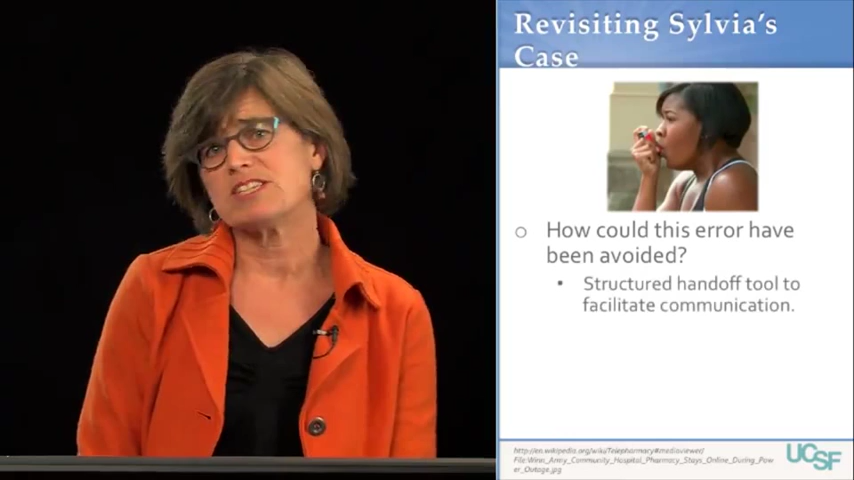 Revisiting Sylvia's
Case
○ How could this error have
been avoided?
• Structured handoff tool to
facilitate communication.
http://en.wikipedia.org/wiki/Telepharmacy#mediaviewer/
File:Winn_Army_Community_Hospital_Pharmacy_Stays_Online_During_Pow
er_Outage.jpg
UCSF